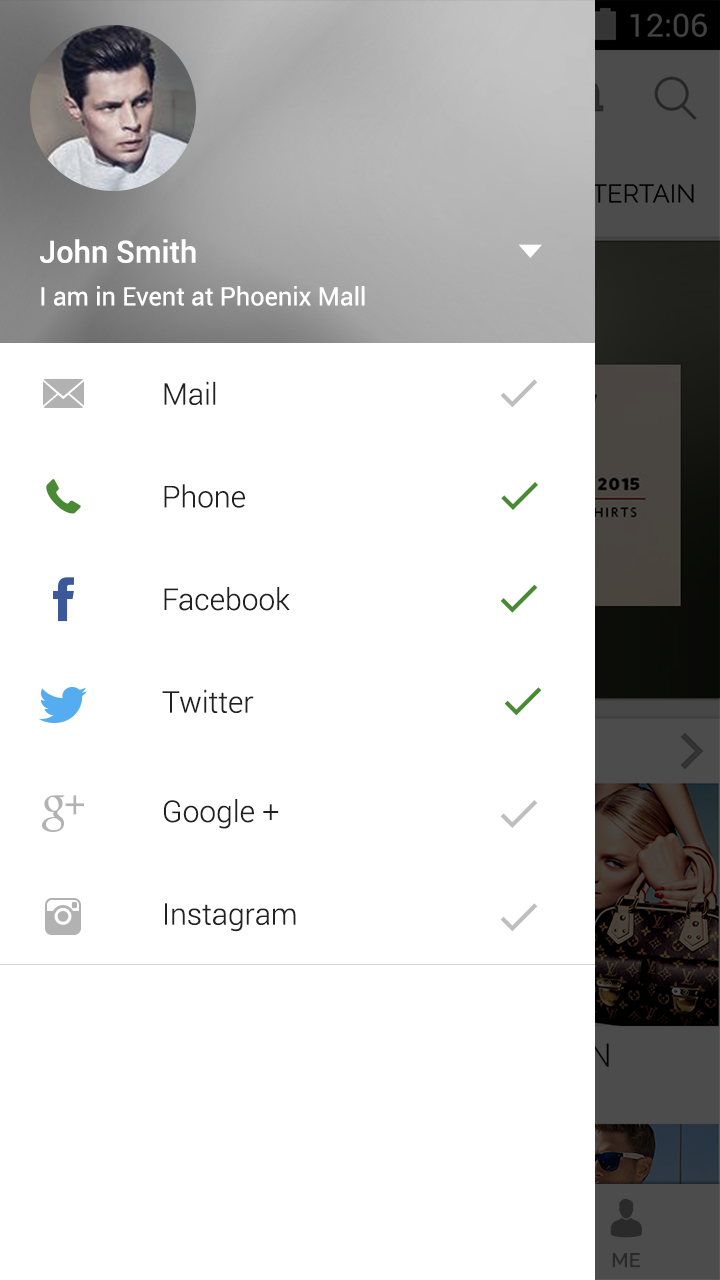 12:06
TERTAIN
John Smith
I am in Event at Phoenix Mall
Mail
Phone
2015
HIRTS
Facebook
Twitter
Google +
Instagram
N
ME